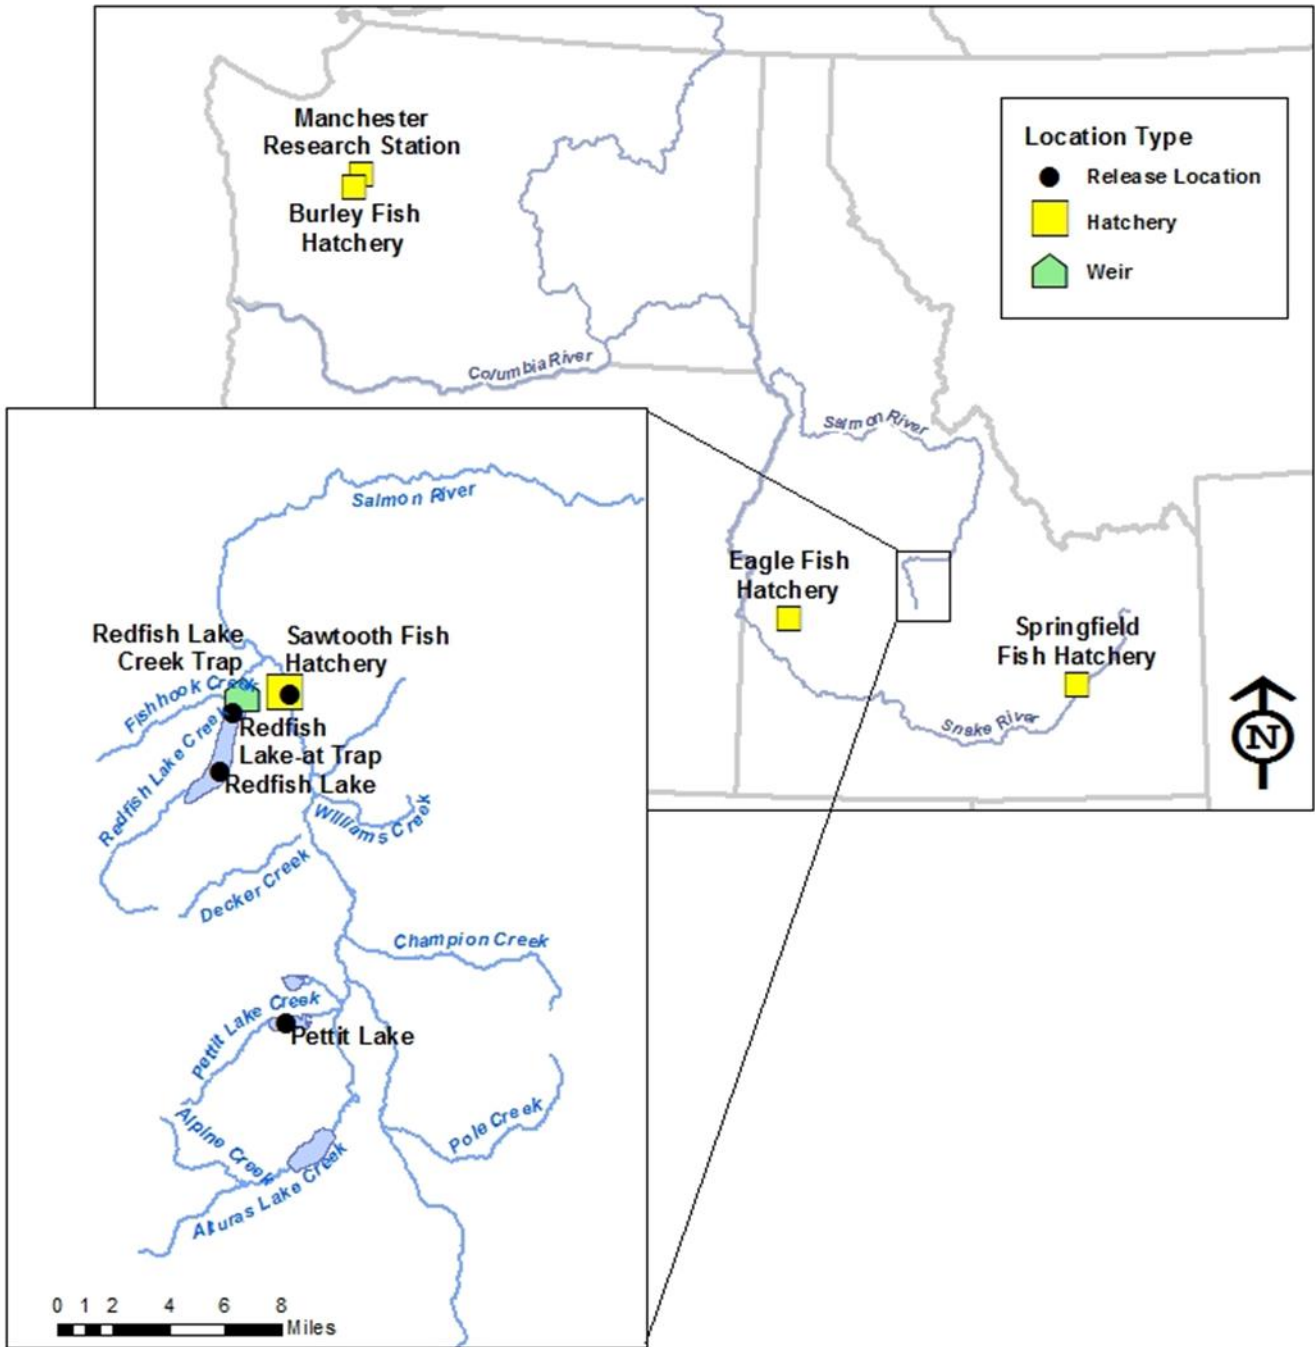 Manchester
Research Station
Burley Fish
Hatchery
Location Type
Release Location
Hatchery
Weir
Columbia River
Salmon River
Eagle Fish
Hatchery
Springfield
Fish Hatchery
Snake River
N
Salmon River
Redfish Lake
Creek Trap
Sawtooth Fish
Hatchery
Fishhook Creek
Redfish Lake Creek
Redfish
Lake-at Trap
Redfish Lake
Williams Creek
Decker Creek
Champion Creek
Pettit Lake Creek
Pettit Lake
Alpine Creek
Pole Creek
Alturas Lake Creek
0 1 2 4 6 8
Miles